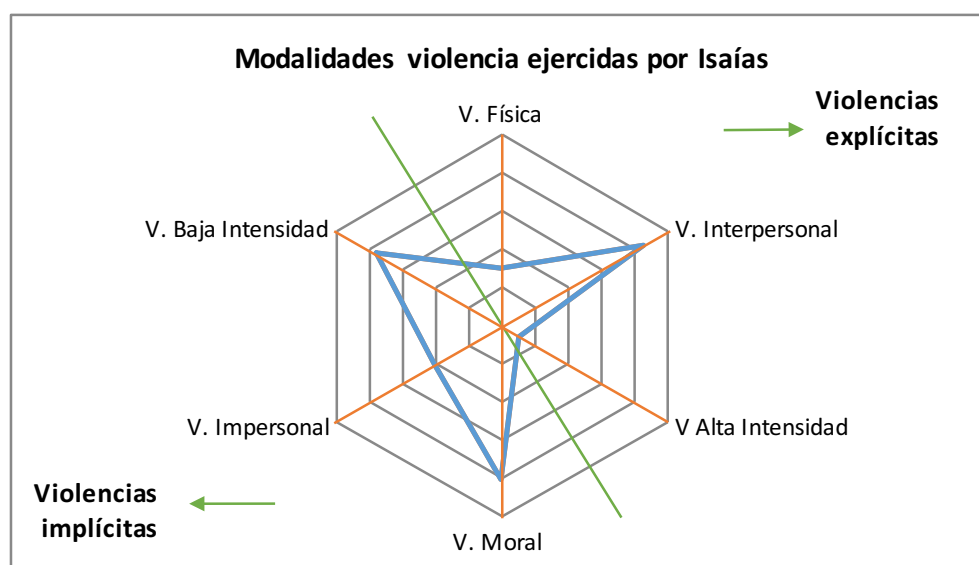 Modalidades violencia ejercidas por Isaías
Violencias
explícitas
V. Física
V. Baja Intensidad
V. Interpersonal
V. Impersonal
V Alta Intensidad
Violencias
implícitas
V. Moral